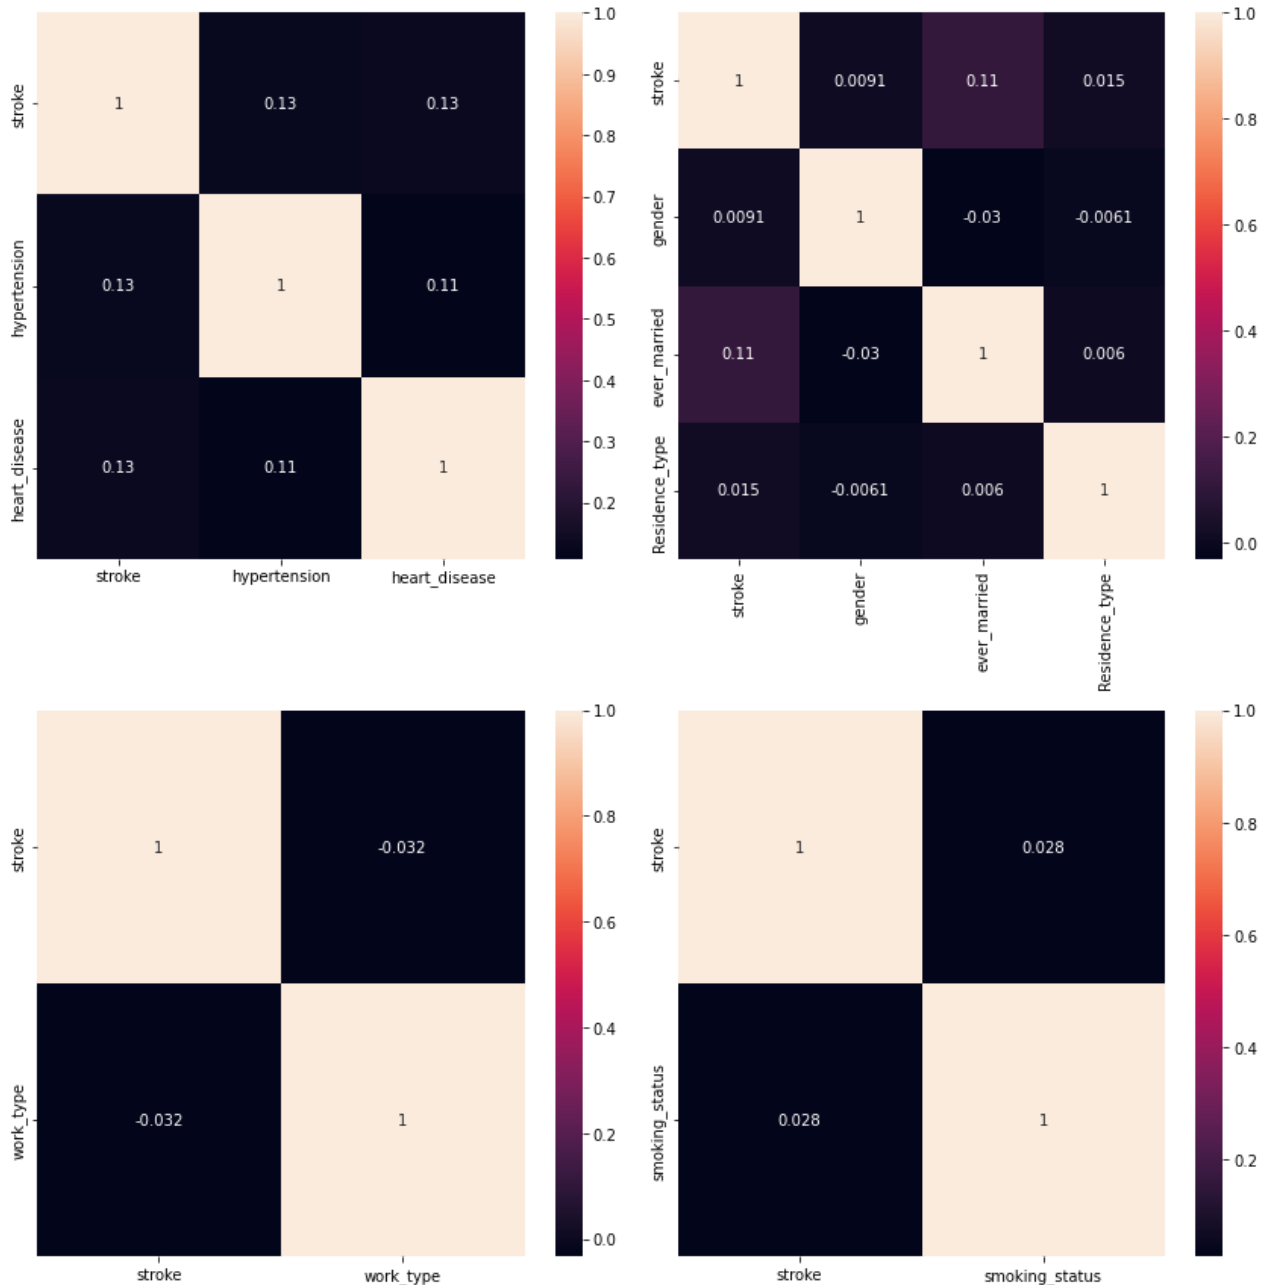 stroke
1
0.13
0.13
hypertension
0.13
1
0.11
heart_disease
0.13
0.11
1
stroke
hypertension
heart_disease
1.0
0.9
0.8
0.7
0.6
0.5
0.4
0.3
0.2
stroke
1
0.0091
0.11
0.015
gender
0.0091
1
-0.03
-0.0061
ever_married
0.11
-0.03
1
0.006
Residence_type
0.015
-0.0061
0.006
1
stroke
gender
ever_married
Residence_type
1.0
0.8
0.6
0.4
0.2
0.0
stroke
1
-0.032
work_type
-0.032
1
stroke
work_type
1.0
0.8
0.6
0.4
0.2
0.0
stroke
1
0.028
smoking_status
0.028
1
stroke
smoking_status
1.0
0.8
0.6
0.4
0.2